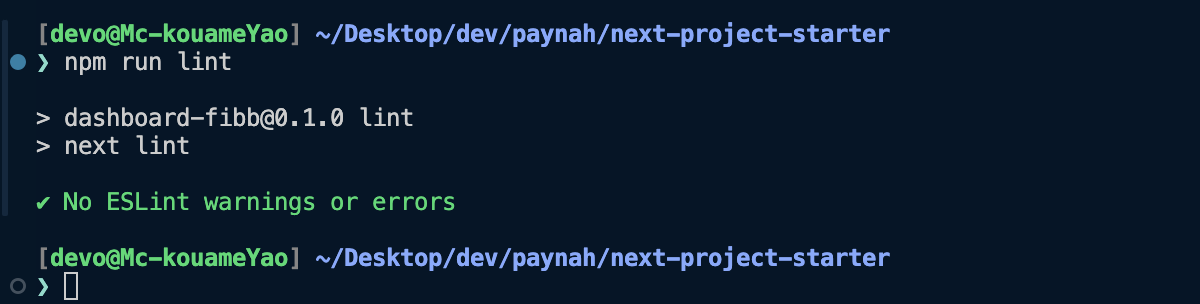 [devo@Mc-kouameYao] ~/Desktop/dev/paynah/next-project-starter
❯ npm run lint
> dashboard-fibb@0.1.0 lint
> next lint
✔ No ESLint warnings or errors
[devo@Mc-kouameYao] ~/Desktop/dev/paynah/next-project-starter
❯